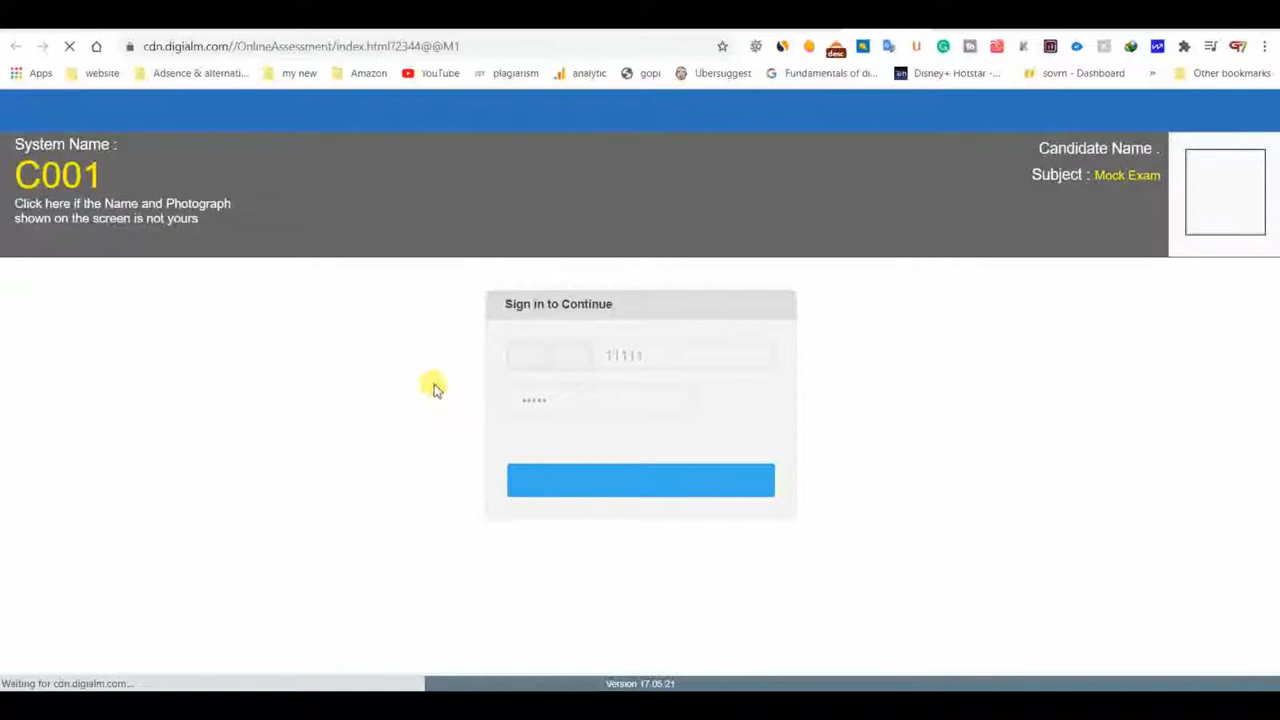 cdn.digialm.com//OnlineAssessment/index.html?2344@@M1
desc
Apps website Adsence & alternati... my new Amazon YouTube IST plagiarism analytic gopi Ubersuggest Fundamentals of di... Disney+ Hotstar -... sovrn - Dashboard » Other bookmarks
System Name :
C001
Click here if the Name and Photograph
shown on the screen is not yours
Candidate Name .
Subject : Mock Exam
Sign in to Continue
11111
•••••
Waiting for cdn.digialm.com...
Version 17.05.21